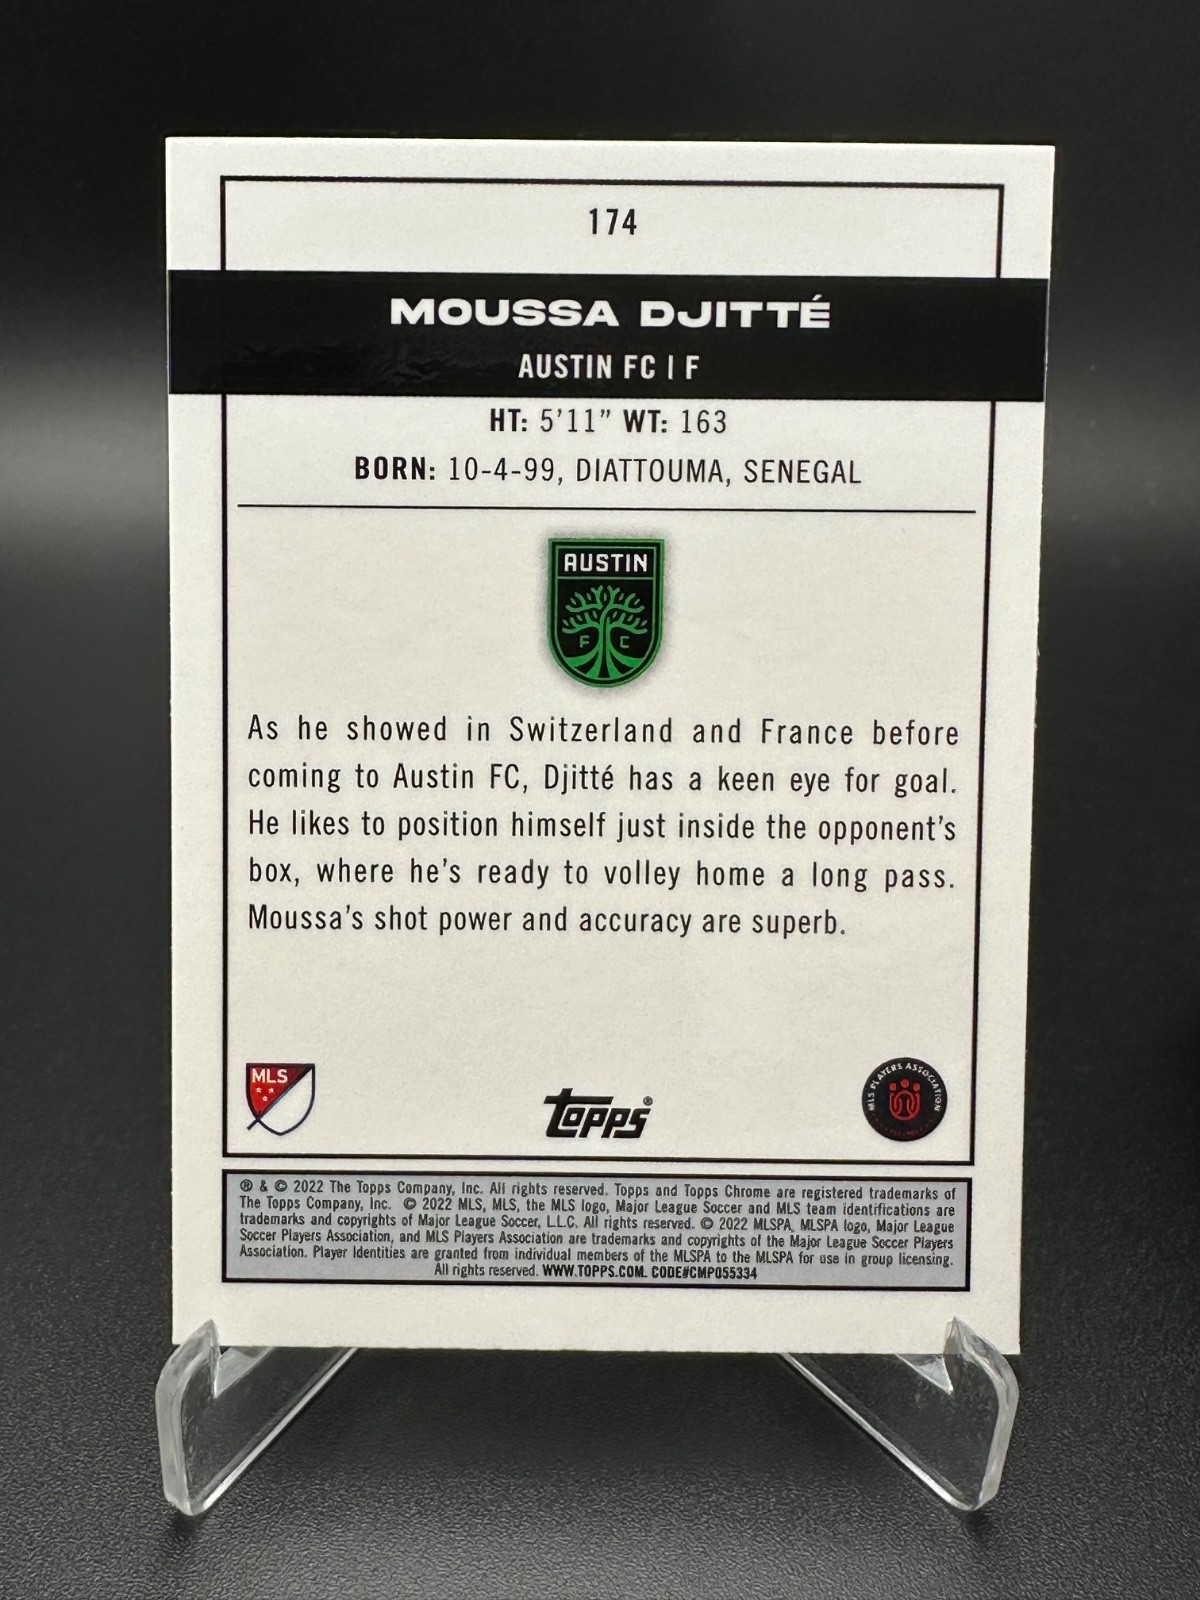 174
MOUSSA DJITTÉ
AUSTIN FC | F
HT: 5'11” WT: 163
BORN: 10-4-99, DIATTOUMA, SENEGAL
AUSTIN
F C
As he showed in Switzerland and France before
coming to Austin FC, Djitté has a keen eye for goal.
He likes to position himself just inside the opponent's
box, where he's ready to volley home a long pass.
Moussa's shot power and accuracy are superb.
MLS
TOPPS®
MLS PLAYERS ASSOCIATION
® & © 2022 The Topps Company, Inc. All rights reserved. Topps and Topps Chrome are registered trademarks of
The Topps Company, Inc. © 2022 MLS, MLS, the MLS logo, Major League Soccer and MLS team identifications are
trademarks and copyrights of Major League Soccer, L.L.C. All rights reserved. © 2022 MLSPA, MLSPA logo, Major League
Soccer Players Association, and MLS Players Association are trademarks and copyrights of the Major League Soccer Players
Association. Player Identities are granted from individual members of the MLSPA to the MLSPA for use in group licensing.
All rights reserved. WWW.TOPPS.COM. CODE#CMP055334